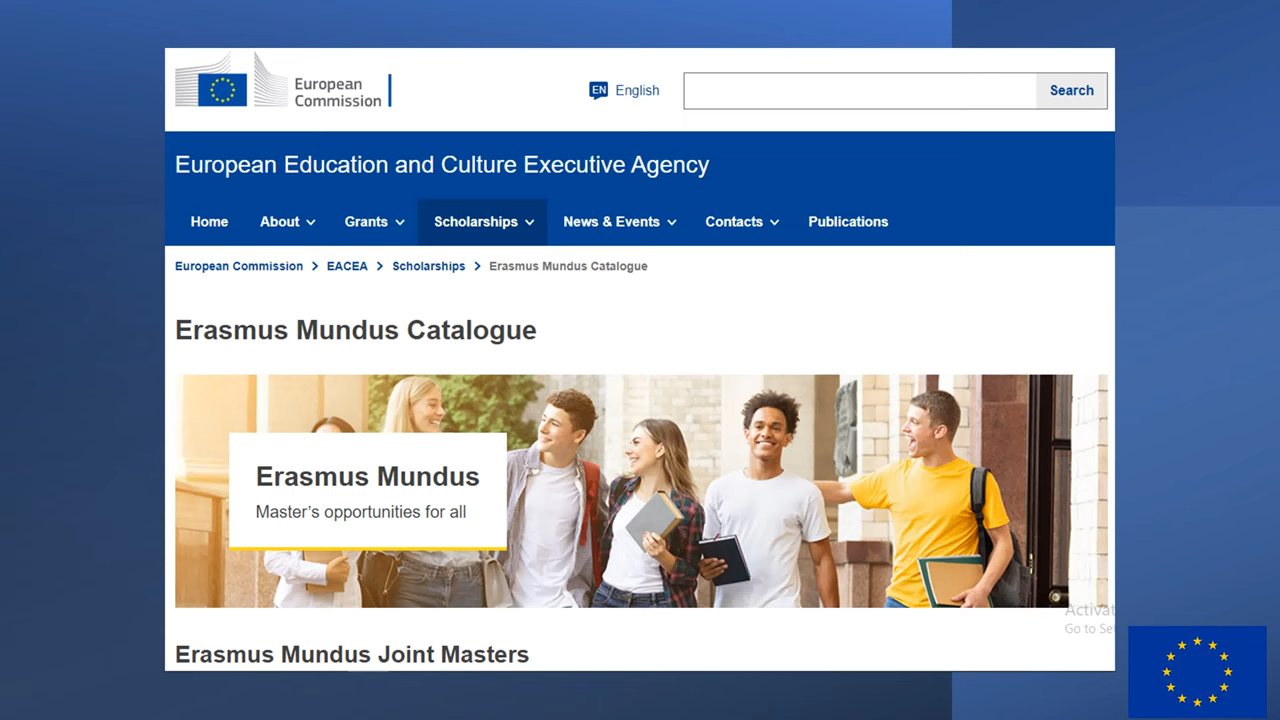 European
Commission
EN English
Search
European Education and Culture Executive Agency
Home About Grants Scholarships News & Events Contacts Publications
European Commission > EACEA > Scholarships > Erasmus Mundus Catalogue
Erasmus Mundus Catalogue
Erasmus Mundus
Master’s opportunities for all
Activat
Go to Set
Erasmus Mundus Joint Masters